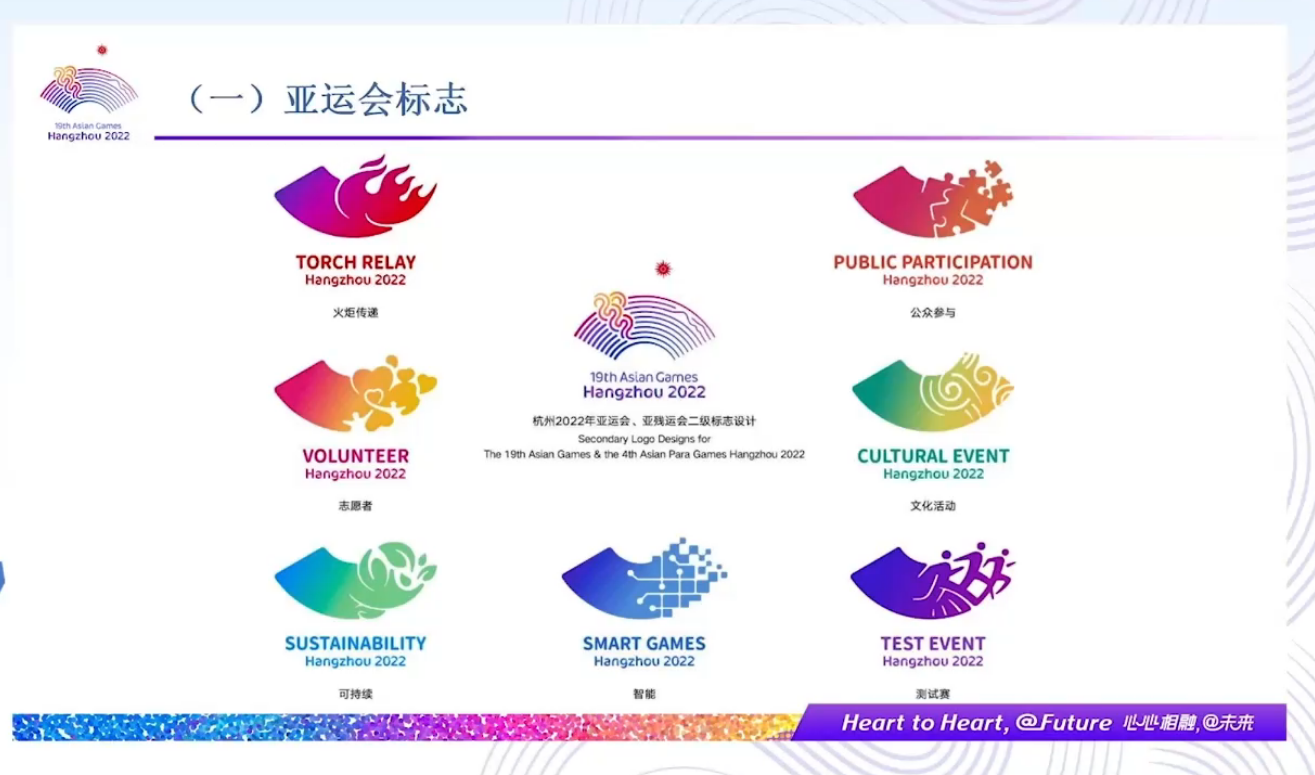 19th Asian Games
Hangzhou 2022
（一）亚运会标志
TORCH RELAY
Hangzhou 2022
火炬传递
PUBLIC PARTICIPATION
Hangzhou 2022
公众参与
19th Asian Games
Hangzhou 2022
杭州2022年亚运会、亚残运会二级标志设计
Secondary Logo Designs for
The 19th Asian Games & the 4th Asian Para Games Hangzhou 2022
VOLUNTEER
Hangzhou 2022
志愿者
CULTURAL EVENT
Hangzhou 2022
文化活动
SUSTAINABILITY
Hangzhou 2022
可持续
SMART GAMES
Hangzhou 2022
智能
TEST EVENT
Hangzhou 2022
测试赛
Heart to Heart, @Future 心心相融,@未来